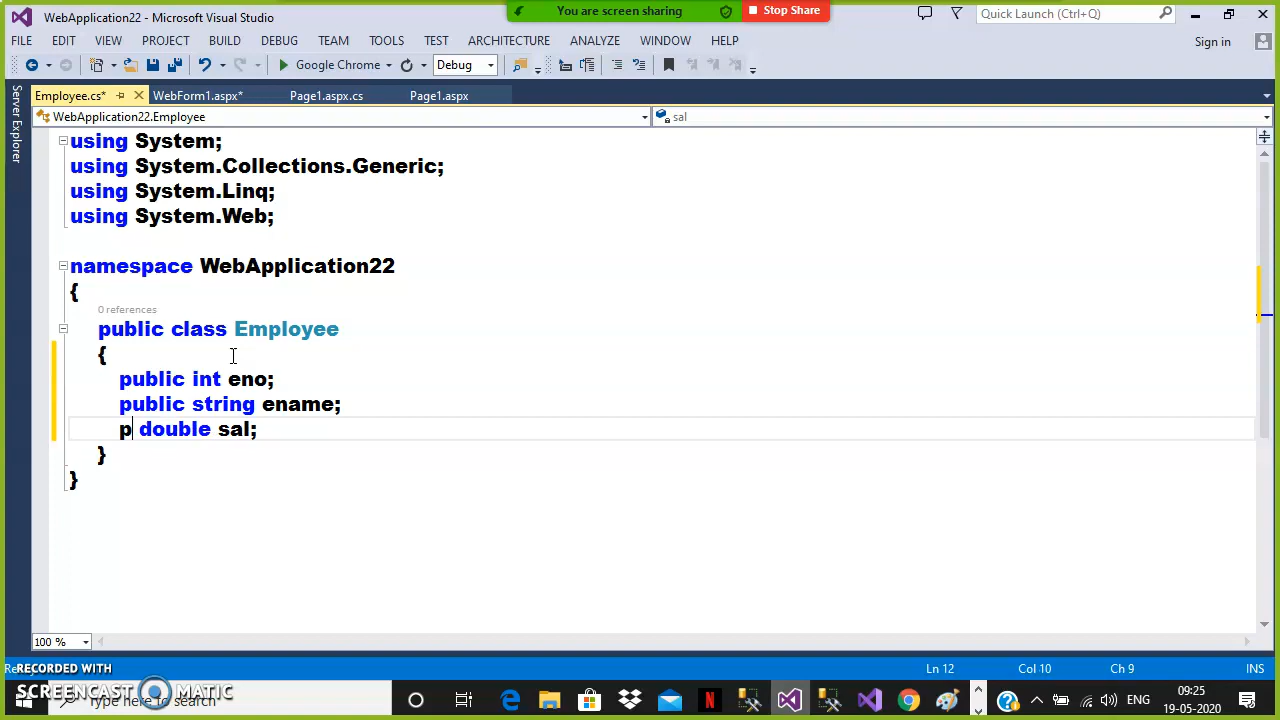 WebApplication22 - Microsoft Visual Studio
You are screen sharing
Stop Share
Quick Launch (Ctrl+Q)
FILE EDIT VIEW PROJECT BUILD DEBUG TEAM TOOLS TEST ARCHITECTURE ANALYZE WINDOW HELP
Sign in
Google Chrome
Debug
Server Explorer
Employee.cs* WebForm1.aspx* Page1.aspx.cs Page1.aspx
WebApplication22.Employee
sal
using System;
using System.Collections.Generic;
using System.Linq;
using System.Web;
namespace WebApplication22
{
0 references
public class Employee
{
public int eno;
public string ename;
p double sal;
}
}
100 %
RECORDED WITH
Ln 12 Col 10 Ch 9 INS
SCREENCAST MATIC
Type here to search
ENG
09:25
19-05-2020